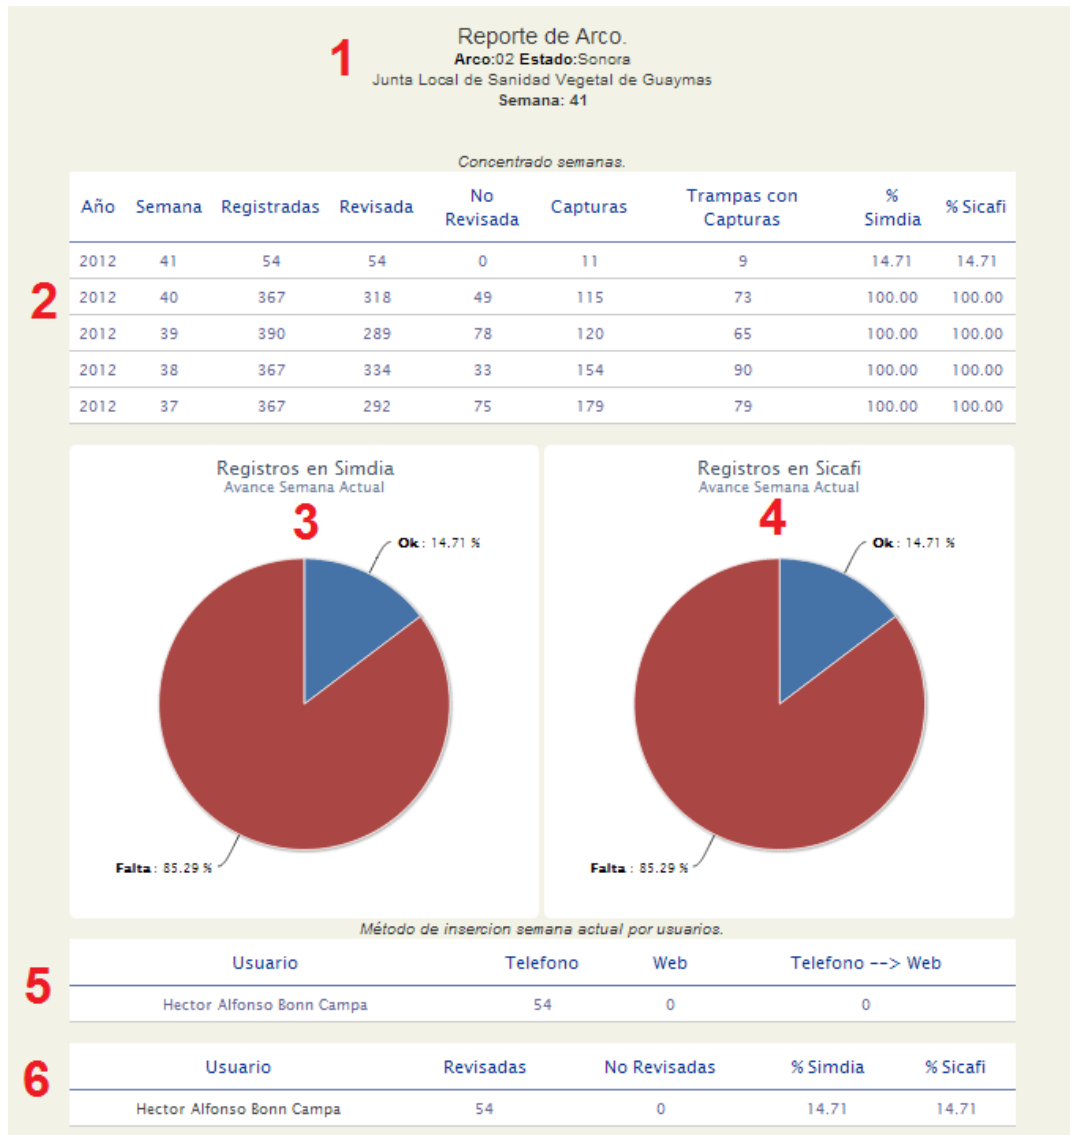 1
Reporte de Arco.
Arco:02 Estado:Sonora
Junta Local de Sanidad Vegetal de Guaymas
Semana: 41
Concentrado semanas.
Año Semana Registradas Revisada No Revisada Capturas Trampas con Capturas % Simdia % Sicafi
2012 41 54 54 0 11 9 14.71 14.71
2
2012 40 367 318 49 115 73 100.00 100.00
2012 39 390 289 78 120 65 100.00 100.00
2012 38 367 334 33 154 90 100.00 100.00
2012 37 367 292 75 179 79 100.00 100.00
Registros en Simdia
Avance Semana Actual
3
Ok : 14.71 %
Falta : 85.29 %
Registros en Sicafi
Avance Semana Actual
4
Ok : 14.71 %
Falta : 85.29 %
Método de insercion semana actual por usuarios.
5
Usuario Telefono Web Telefono --> Web
Hector Alfonso Bonn Campa 54 0 0
6
Usuario Revisadas No Revisadas % Simdia % Sicafi
Hector Alfonso Bonn Campa 54 0 14.71 14.71